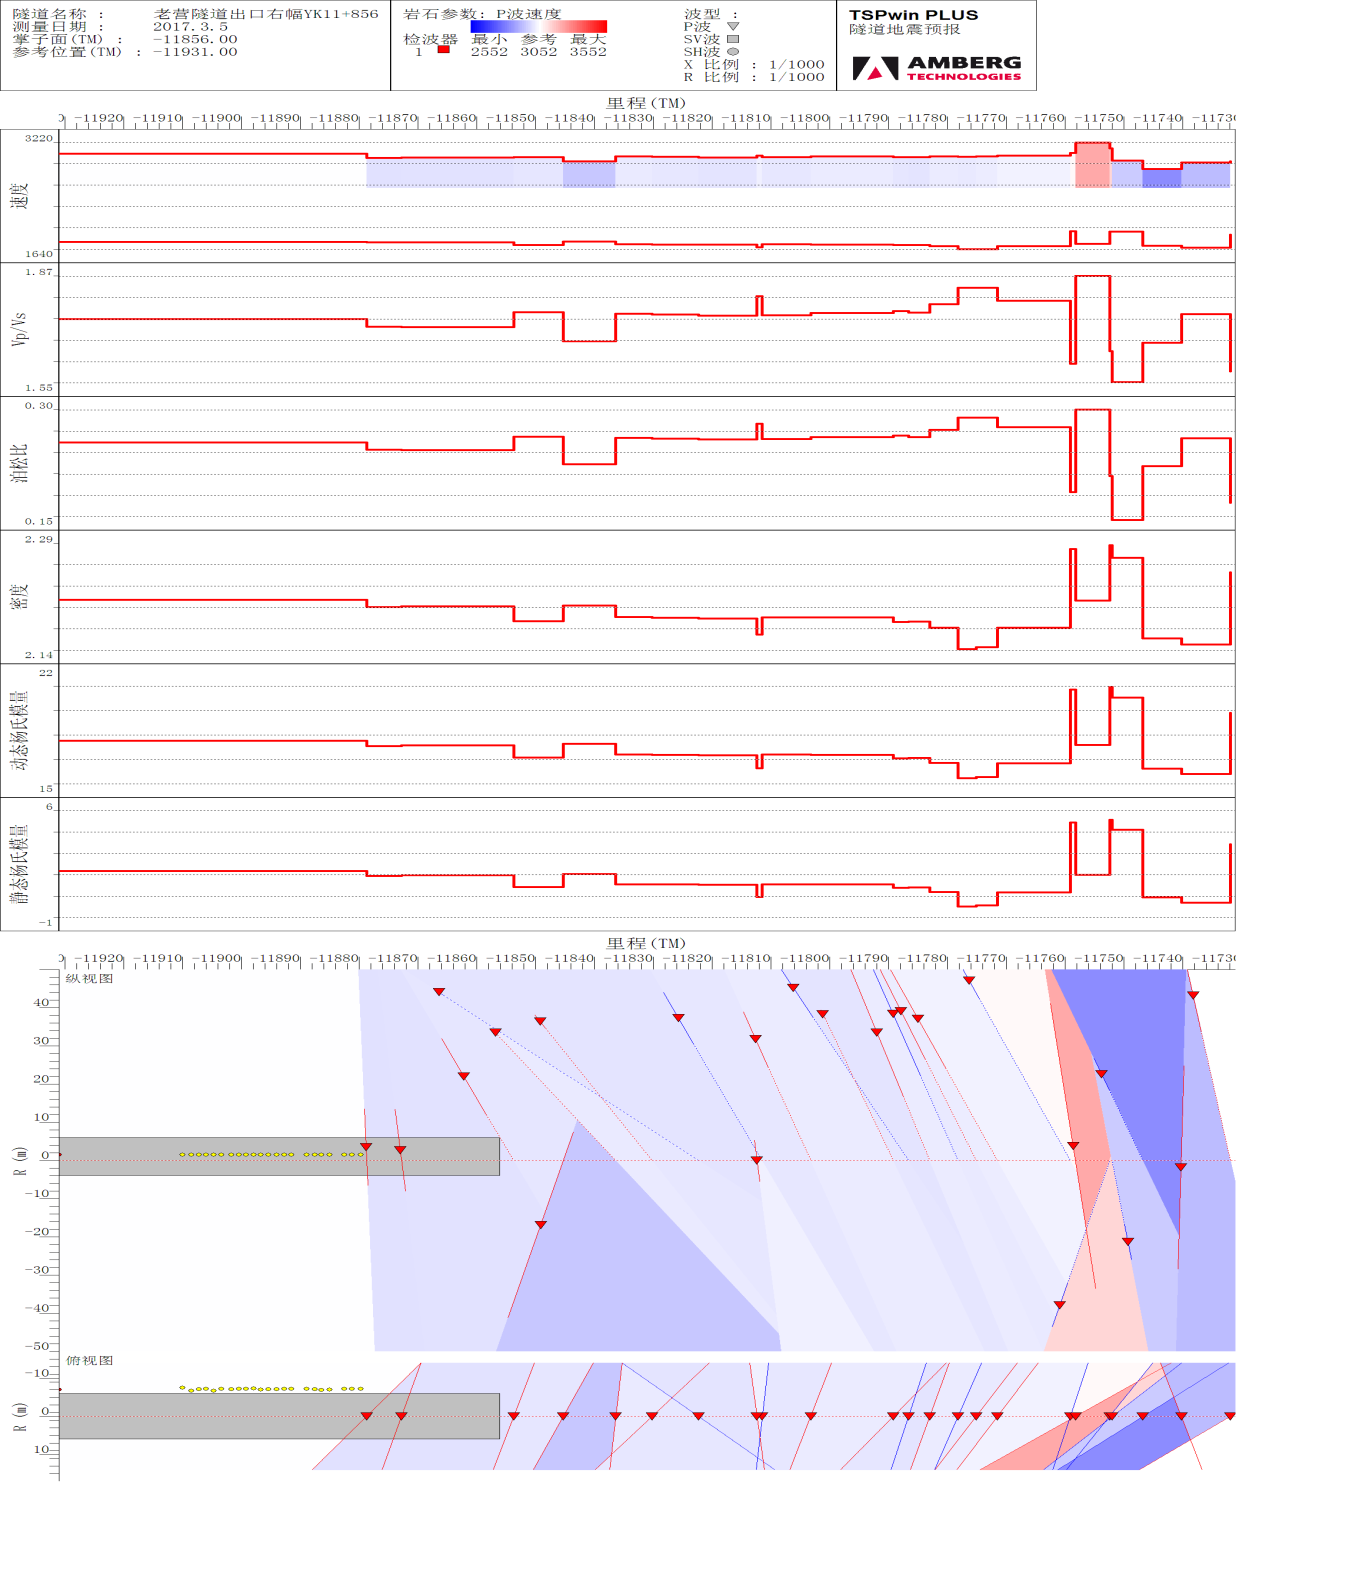 隧道名称 : 老营隧道出口右幅YK11+856
测量日期 : 2017.3.5
掌子面(TM) : -11856.00
参考位置(TM) : -11931.00
岩石参数: P波速度
检波器 最小 参考 最大
1 2552 3052 3552
波型 :
P波
SV波
SH波
X 比例 : 1/1000
R 比例 : 1/1000
TSPwin PLUS
隧道地震预报
AMBERG
TECHNOLOGIES
里程(TM)
-11920 -11910 -11900 -11890 -11880 -11870 -11860 -11850 -11840 -11830 -11820 -11810 -11800 -11790 -11780 -11770 -11760 -11750 -11740 -11730
3220
速度
1640
1.87
Vp/Vs
1.55
0.30
泊松比
0.15
2.29
密度
2.14
22
动态杨氏模量
15
6
静态杨氏模量
-1
里程(TM)
-11920 -11910 -11900 -11890 -11880 -11870 -11860 -11850 -11840 -11830 -11820 -11810 -11800 -11790 -11780 -11770 -11760 -11750 -11740 -11730
纵视图
40
30
20
10
0
R (m)
-10
-20
-30
-40
-50
俯视图
-10
0
R (m)
10